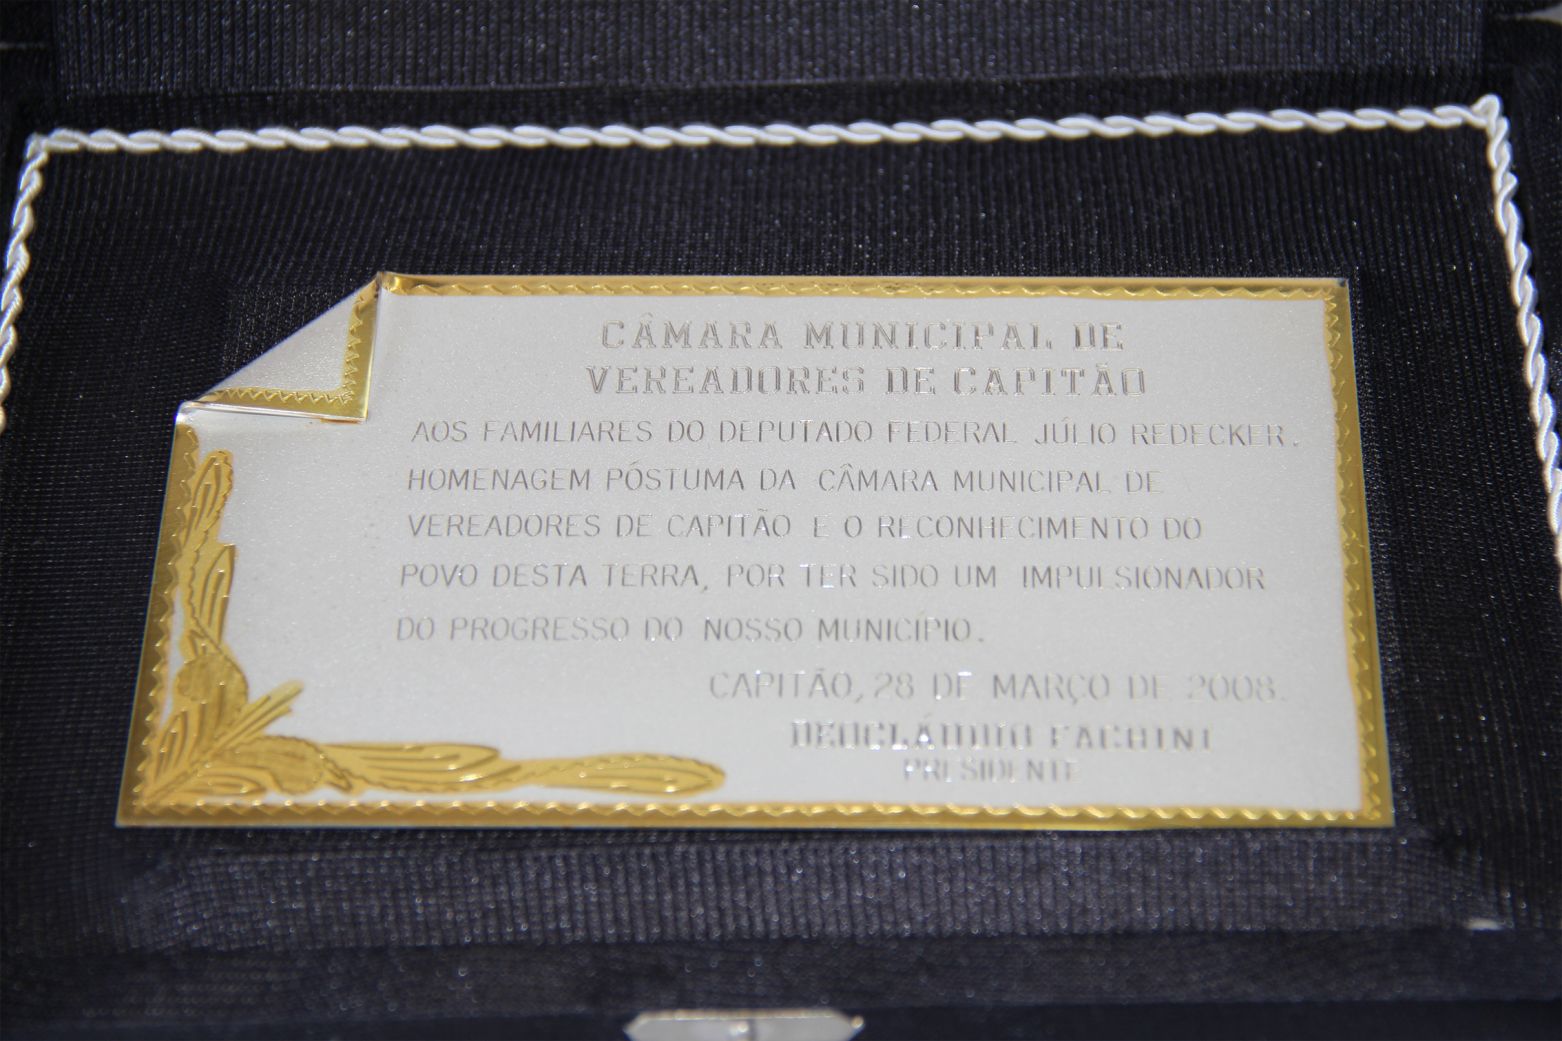 CÂMARA MUNICIPAL DE
VEREADORES DE CAPITÃO
AOS FAMILIARES DO DEPUTADO FEDERAL JÚLIO REDECKER.
HOMENAGEM PÓSTUMA DA CÂMARA MUNICIPAL DE
VEREADORES DE CAPITÃO E O RECONHECIMENTO DO
POVO DESTA TERRA, POR TER SIDO UM IMPULSIONADOR
DO PROGRESSO DO NOSSO MUNICÍPIO.
CAPITÃO, 28 DE MARÇO DE 2008.
DEOCLÁUDIO FACHINI
PRESIDENTE